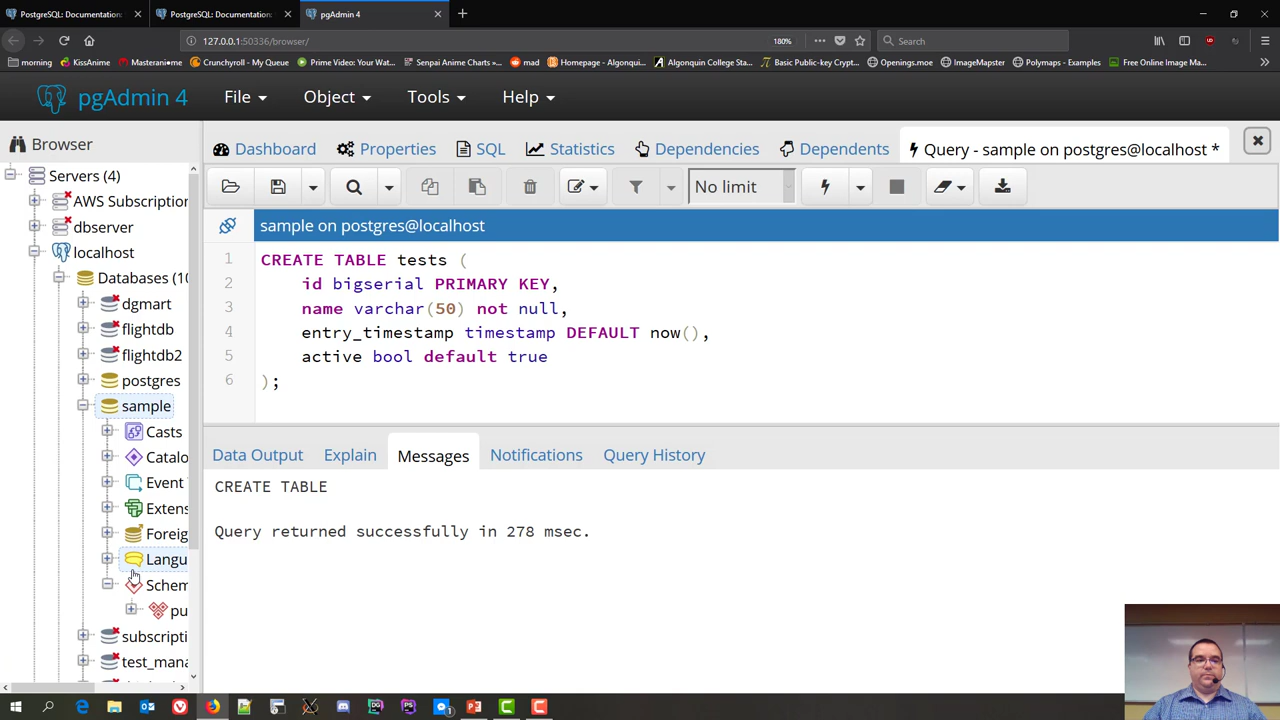 PostgreSQL: Documentation:
PostgreSQL: Documentation:
pgAdmin 4
127.0.0.1:50336/browser/
180%
Search
morning
KissAnime
Masterani•me
Crunchyroll - My Queue
Prime Video: Your Wat...
Senpai Anime Charts •...
mad
Homepage - Algonqui...
Algonquin College Sta...
Basic Public-key Crypt...
Openings.moe
ImageMapster
Polymaps - Examples
Free Online Image Ma...
pgAdmin 4
File
Object
Tools
Help
Browser
Dashboard
Properties
SQL
Statistics
Dependencies
Dependents
Query - sample on postgres@localhost *
No limit
sample on postgres@localhost
Servers (4)
AWS Subscription
dbserver
localhost
Databases (10
dgmart
flightdb
flightdb2
postgres
sample
Casts
Catalo
Event
Extens
Foreig
Langu
Schem
pu
subscripti
test_mana
1 CREATE TABLE tests (
2 id bigserial PRIMARY KEY,
3 name varchar(50) not null,
4 entry_timestamp timestamp DEFAULT now(),
5 active bool default true
6 );
Data Output
Explain
Messages
Notifications
Query History
CREATE TABLE
Query returned successfully in 278 msec.